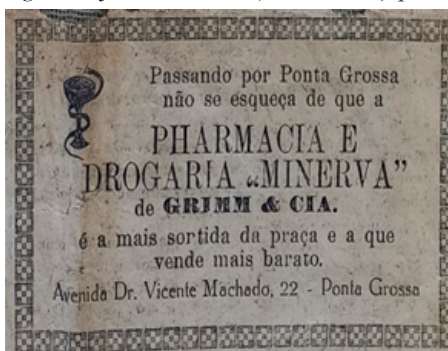 Passando por Ponta Grossa
não se esqueça de que a
PHARMACIA E
DROGARIA „MINERVA”
de GRIMM & CIA.
é a mais sortida da praça e a que
vende mais barato.
Avenida Dr. Vicente Machado, 22 - Ponta Grossa